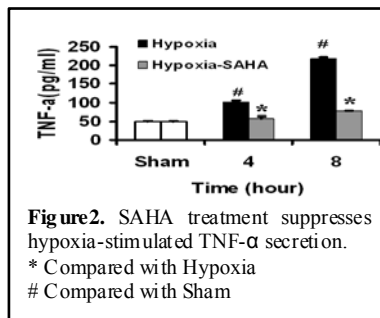 250
200
150
100
50
0
TNF-a(pg/ml)
Hypoxia
Hypoxia-SAHA
#
*
#
*
Sham 4 8
Time (hour)
Figure2. SAHA treatment suppresses
hypoxia-stimulated TNF-α secretion.
* Compared with Hypoxia
# Compared with Sham